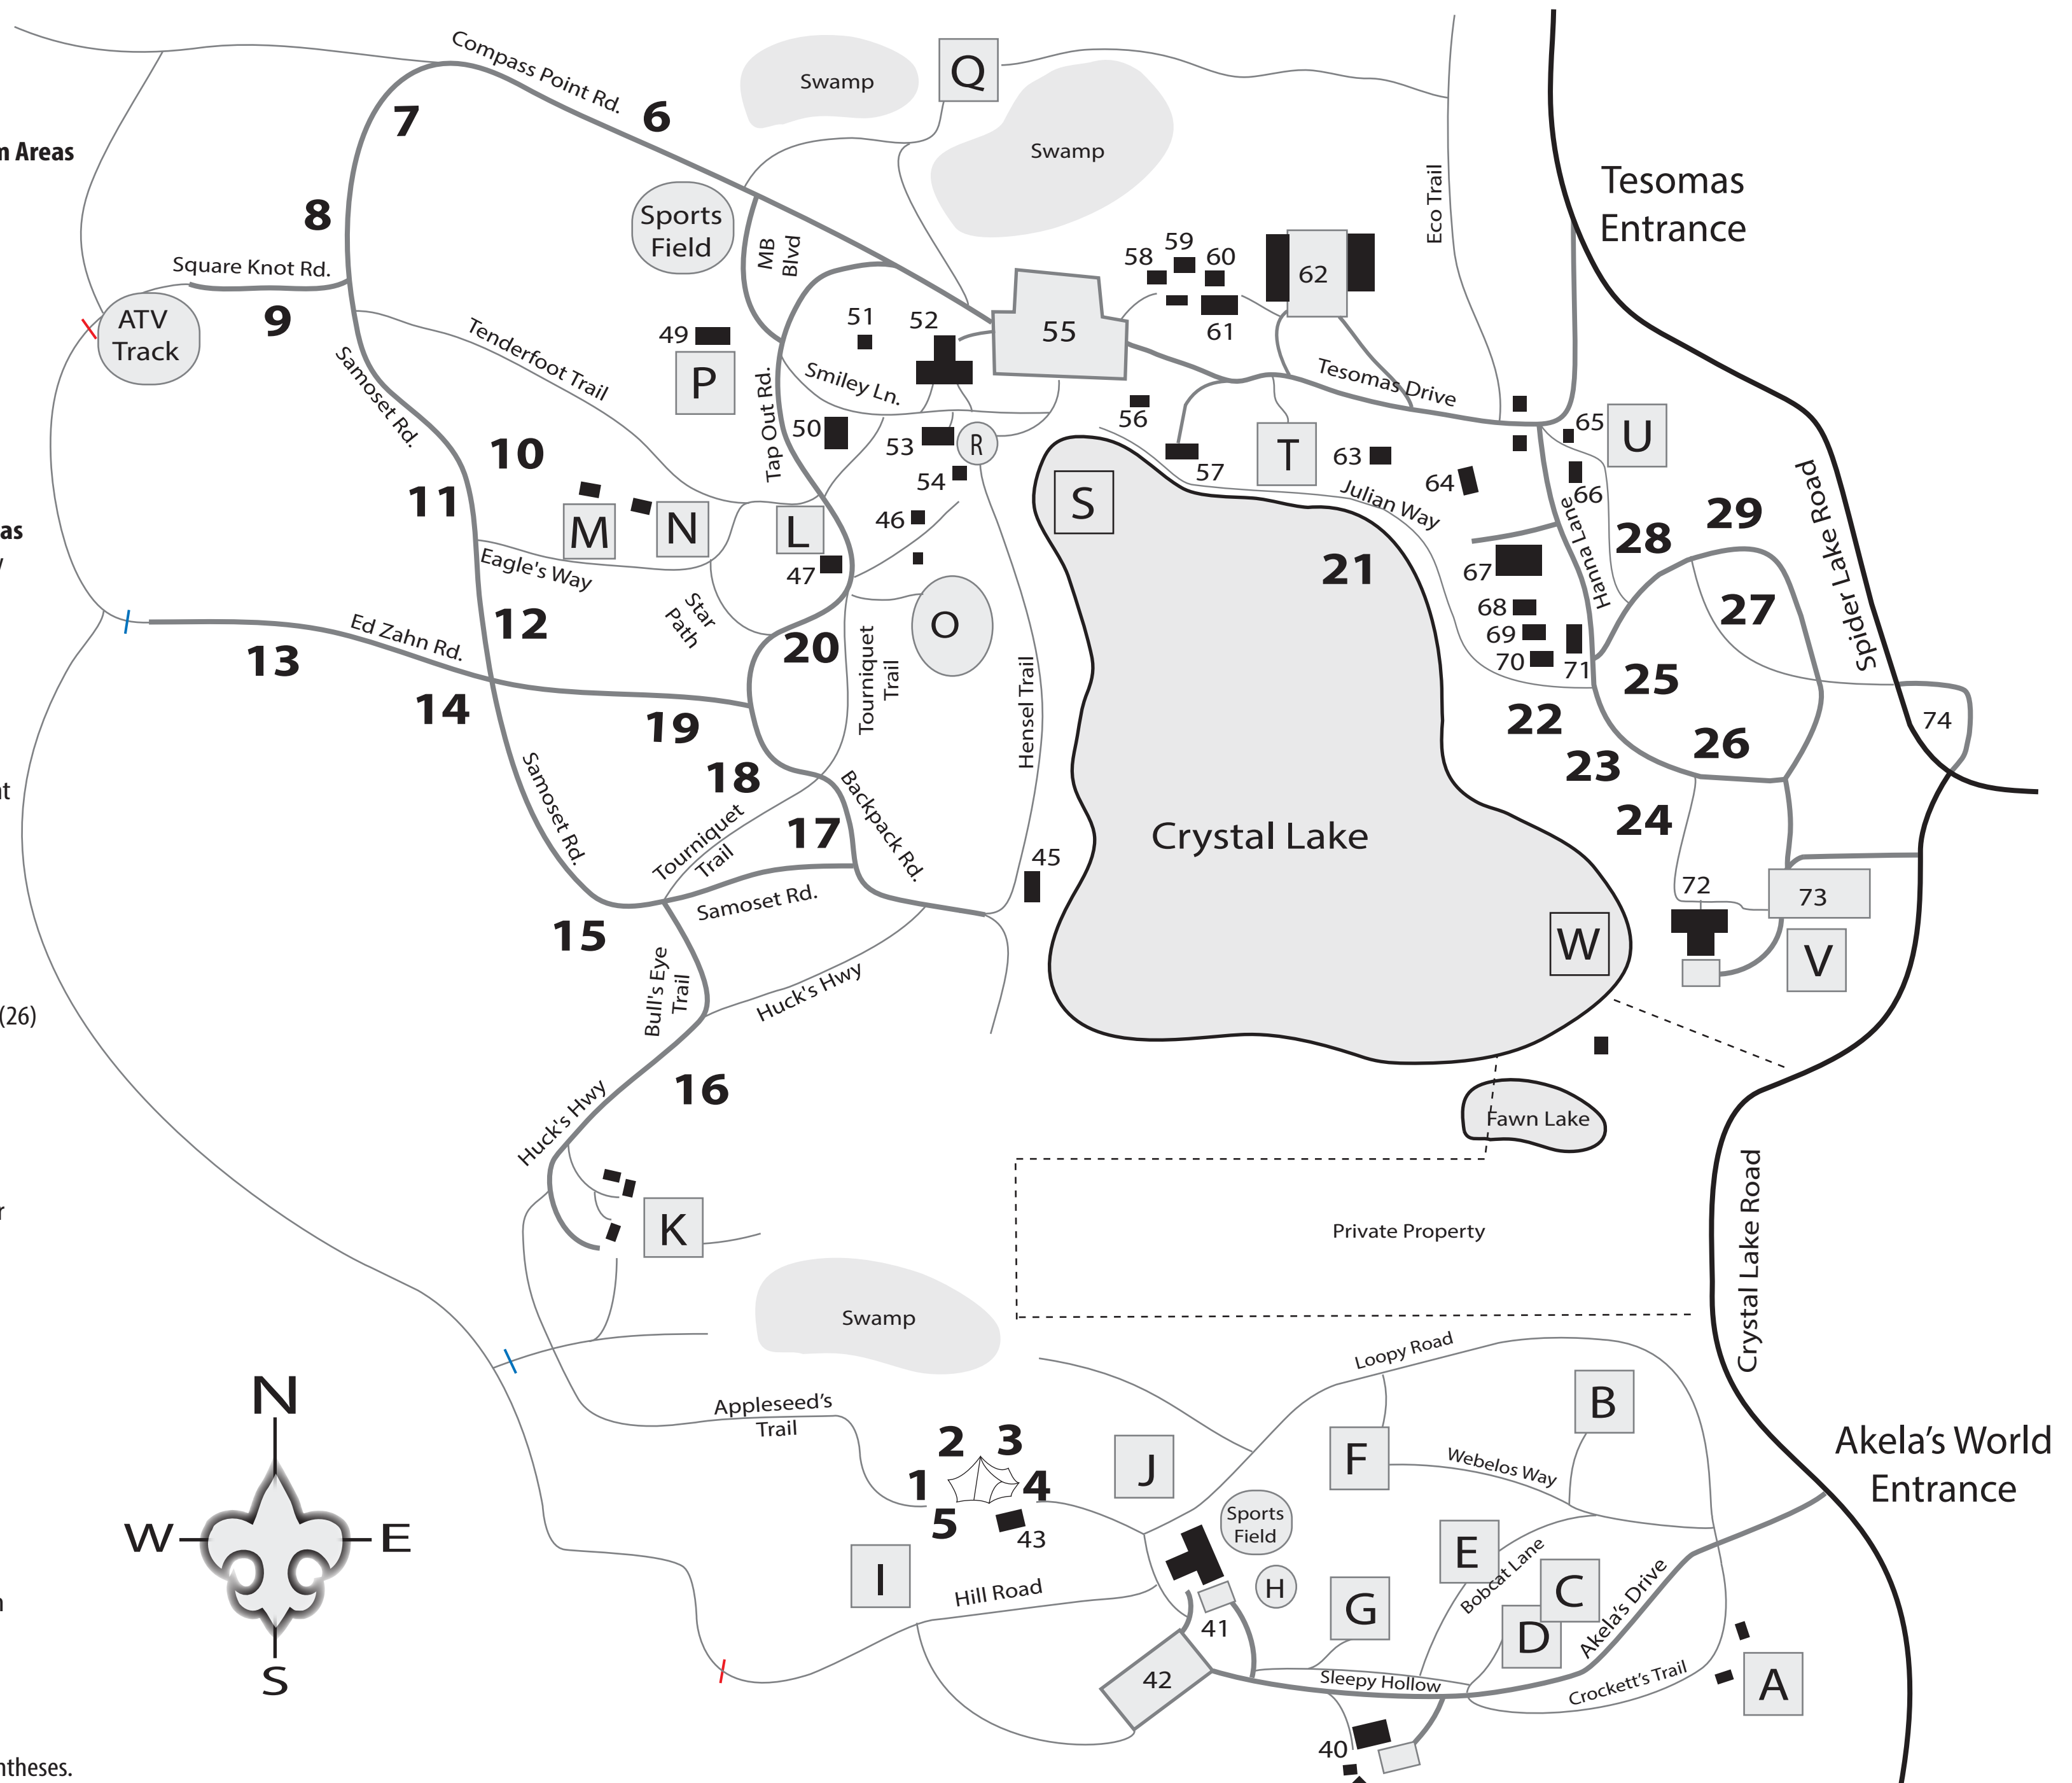 n Areas
as
y
nt
(26)
r
n
ntheses.
Compass Point Rd.
6
7
8
Square Knot Rd.
9
ATV
Track
Samoset Rd.
Tenderfoot Trail
Sports
Field
MB
Blvd
Swamp
Q
Swamp
Eco Trail
Tesomas
Entrance
49
P
51
52
Smiley Ln.
Tap Out Rd.
50
53
R
54
55
58
59
60
61
62
Tesomas Drive
56
57
T
63
64
Julian Way
65
U
66
Hanna Lane
28
29
Spider Lake Road
10
11
M
N
L
47
46
Eagle's Way
Star
Path
12
Ed Zahn Rd.
13
14
19
20
Tourniquet
Trail
O
Hensel Trail
S
21
67
68
69
70
71
27
25
22
26
23
24
74
Crystal Lake
18
17
Backpack Rd.
Samoset Rd.
Tourniquet
Trail
Samoset Rd.
45
15
Bull's Eye
Trail
Huck's Hwy
W
72
73
V
16
Huck's Hwy
K
Fawn Lake
Private Property
Crystal Lake Road
Swamp
N
W
E
S
Appleseed’s
Trail
1
2
3
4
5
43
I
Hill Road
J
Loopy Road
F
B
Webelos Way
Akela’s World
Entrance
Sports
Field
H
41
42
G
E
Bobcat Lane
C
D
Akela’s Drive
Sleepy Hollow
Crockett’s Trail
A
40